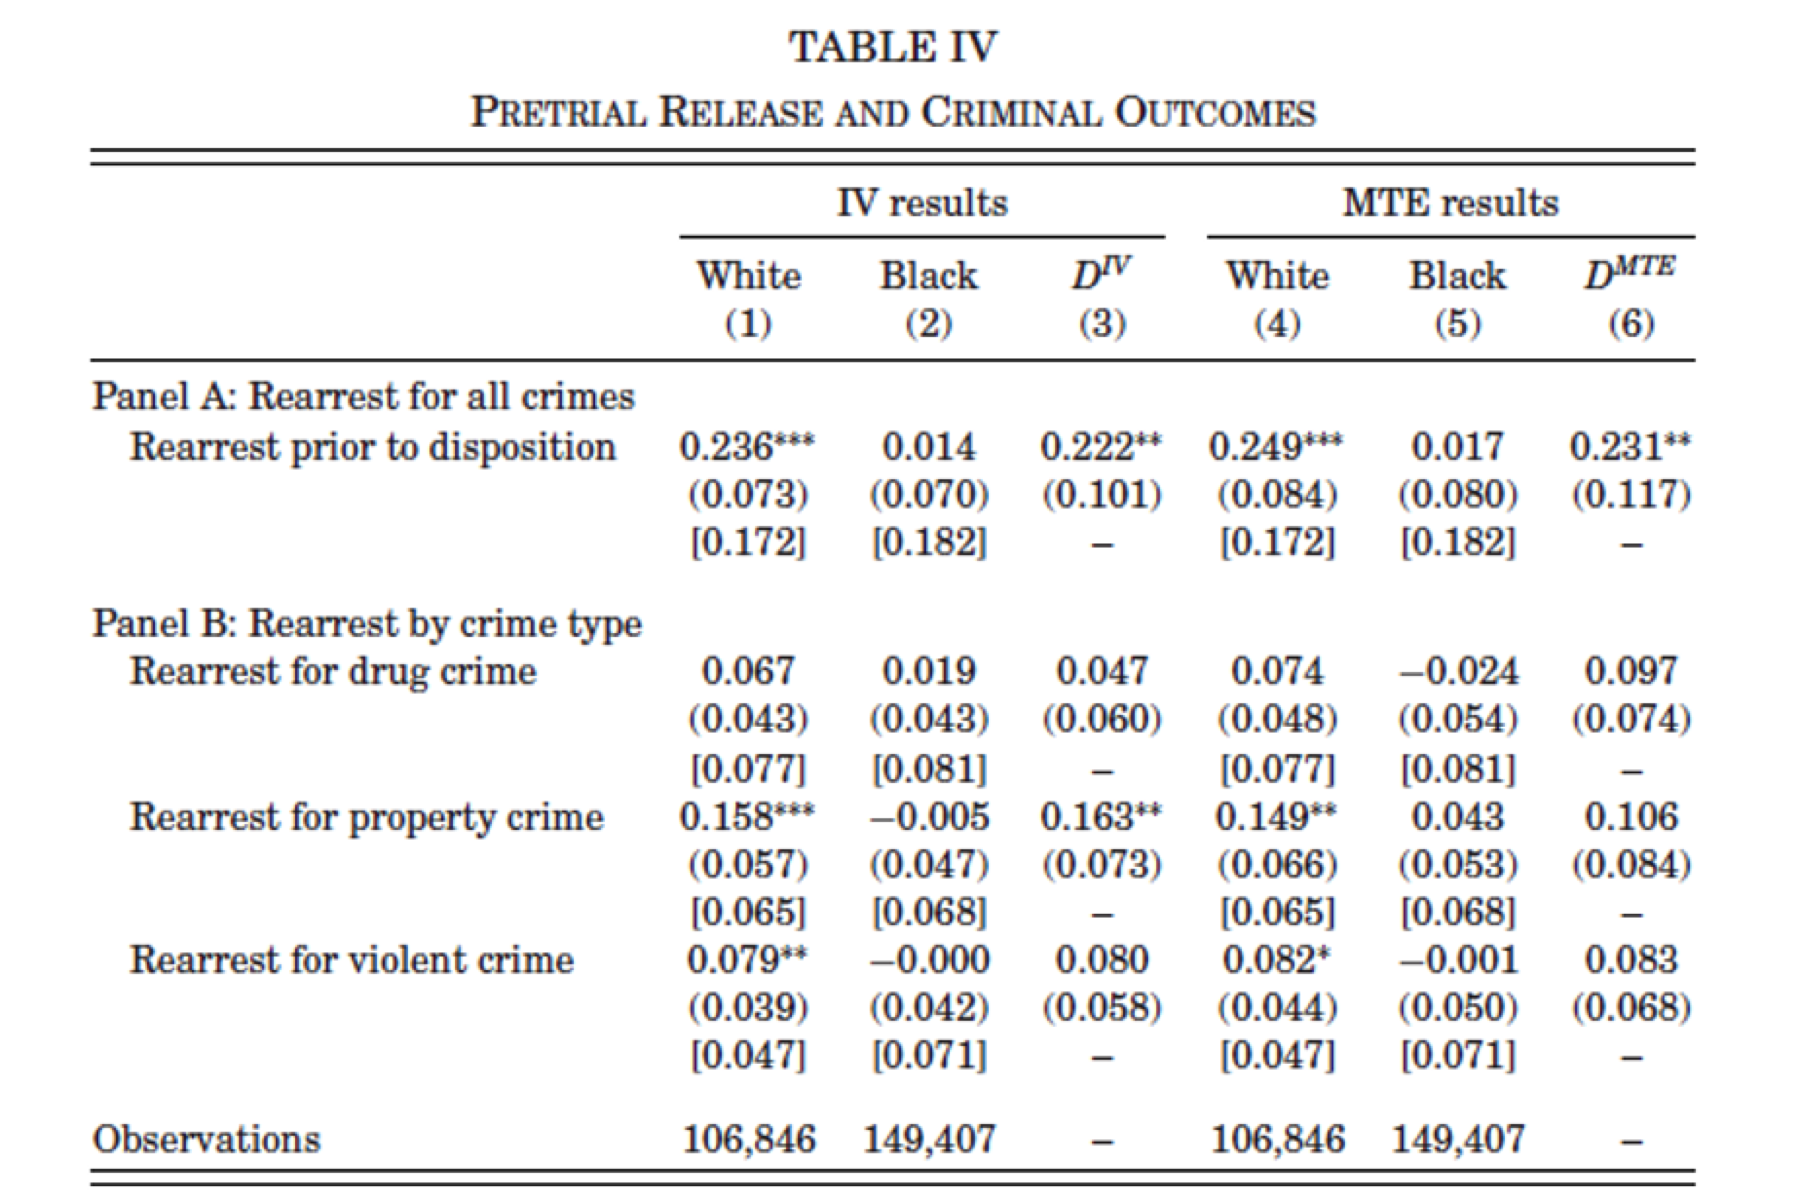 TABLE IV
PRETRIAL RELEASE AND CRIMINAL OUTCOMES
IV results MTE results
White Black D^IV White Black D^MTE
(1) (2) (3) (4) (5) (6)
Panel A: Rearrest for all crimes
Rearrest prior to disposition 0.236*** 0.014 0.222** 0.249*** 0.017 0.231**
(0.073) (0.070) (0.101) (0.084) (0.080) (0.117)
[0.172] [0.182] – [0.172] [0.182] –
Panel B: Rearrest by crime type
Rearrest for drug crime 0.067 0.019 0.047 0.074 −0.024 0.097
(0.043) (0.043) (0.060) (0.048) (0.054) (0.074)
[0.077] [0.081] – [0.077] [0.081] –
Rearrest for property crime 0.158*** −0.005 0.163** 0.149** 0.043 0.106
(0.057) (0.047) (0.073) (0.066) (0.053) (0.084)
[0.065] [0.068] – [0.065] [0.068] –
Rearrest for violent crime 0.079** −0.000 0.080 0.082* −0.001 0.083
(0.039) (0.042) (0.058) (0.044) (0.050) (0.068)
[0.047] [0.071] – [0.047] [0.071] –
Observations 106,846 149,407 – 106,846 149,407 –